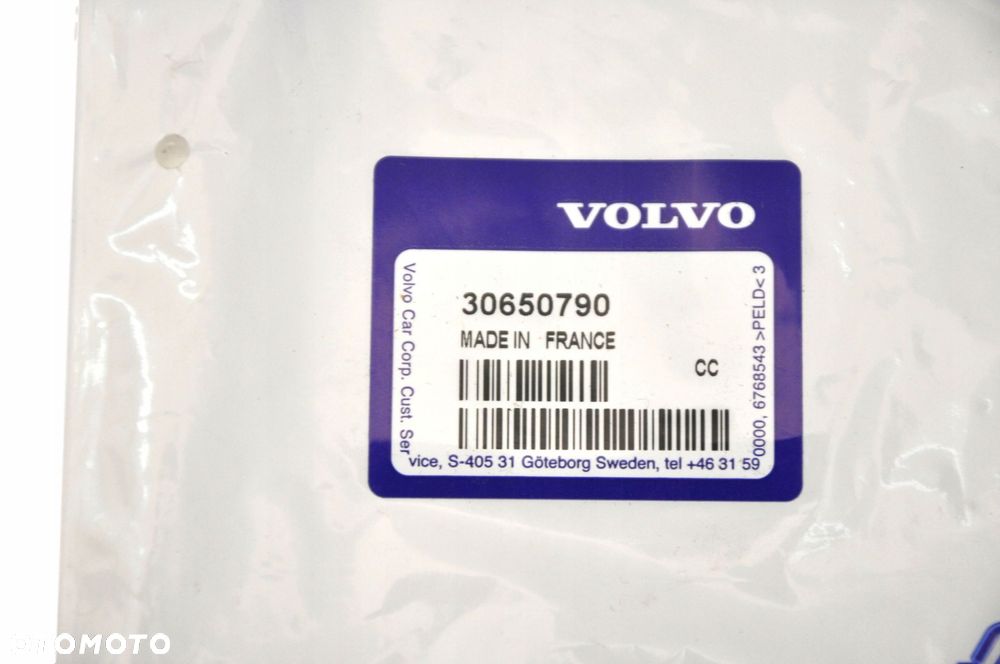 VOLVO
30650790
MADE IN FRANCE
CC
Volvo Car Corp. Cust. Ser
vice, S-405 31 Göteborg Sweden, tel +46 31 59
0000, 6768543 >PELD< 3
OTOMOTO